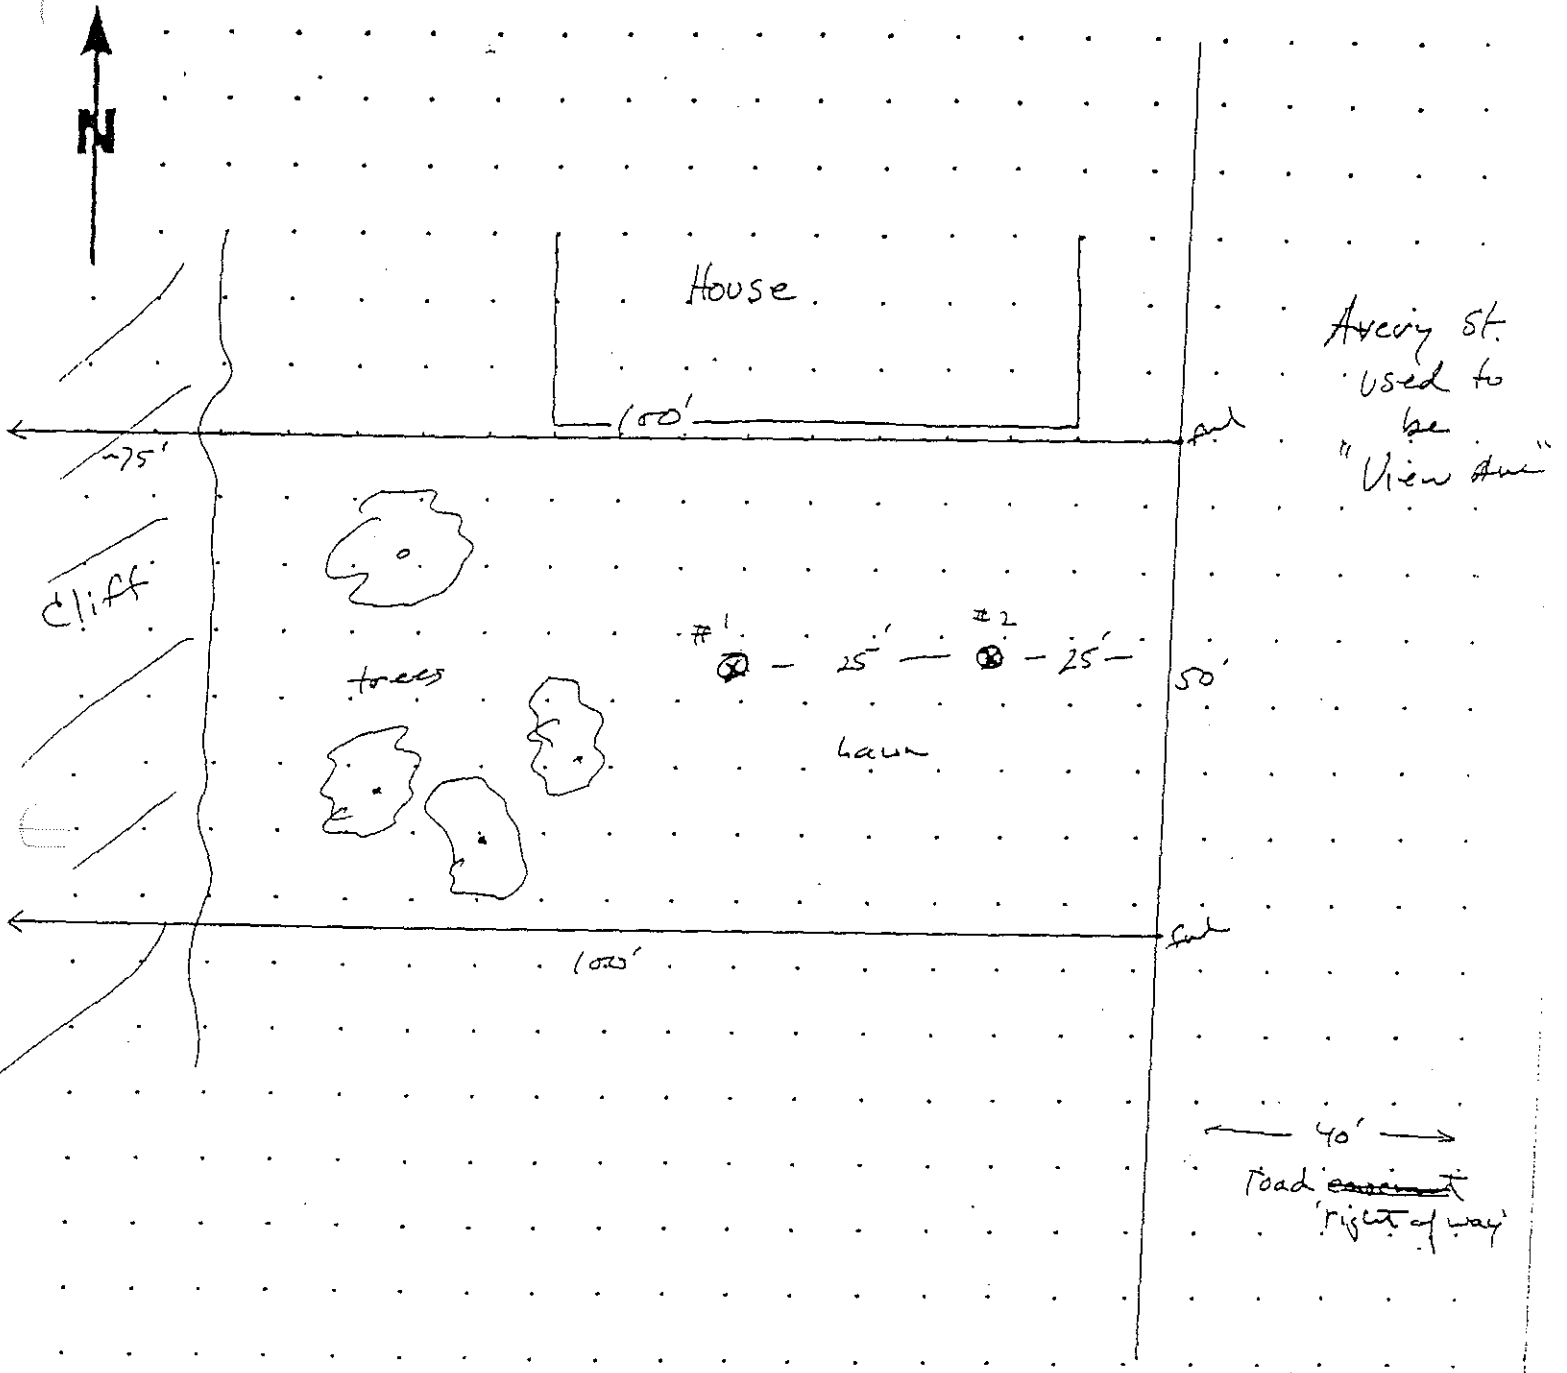 N
House
Avery St.
used to
be
"View Ave"
100'
~75'
Cliff
#1
#2
25'
25'
50'
trees
Lawn
100'
40'
road easement
'right of way'